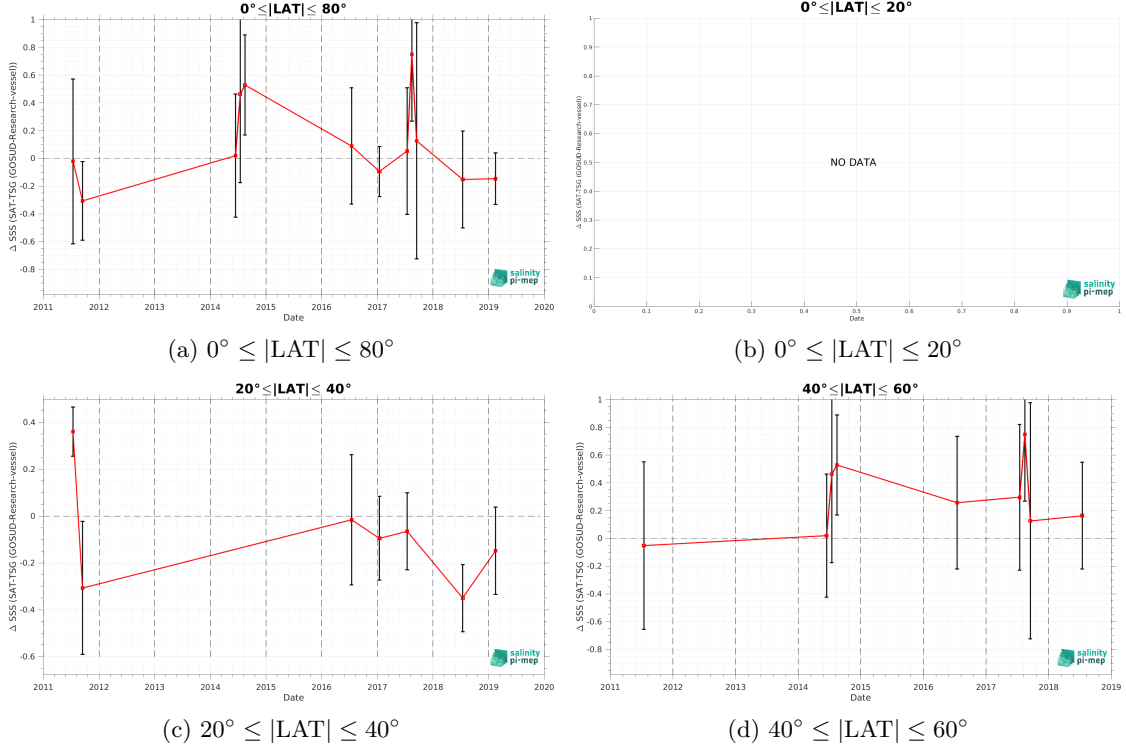 0°≤|LAT|≤ 80°
Δ SSS (SAT-TSG (GOSUD-Research-vessel))
1
0.8
0.6
0.4
0.2
0
-0.2
-0.4
-0.6
-0.8
2011 2012 2013 2014 2015 2016 2017 2018 2019 2020
Date
salinity
pi-mep
(a) 0° ≤ |LAT| ≤ 80°
0°≤|LAT|≤ 20°
Δ SSS (SAT-TSG (GOSUD-Research-vessel))
1
0.9
0.8
0.7
0.6
0.5
0.4
0.3
0.2
0.1
0
NO DATA
0 0.1 0.2 0.3 0.4 0.5 0.6 0.7 0.8 0.9 1
Date
salinity
pi-mep
(b) 0° ≤ |LAT| ≤ 20°
20°≤|LAT|≤ 40°
Δ SSS (SAT-TSG (GOSUD-Research-vessel))
0.4
0.2
0
-0.2
-0.4
-0.6
2011 2012 2013 2014 2015 2016 2017 2018 2019 2020
Date
salinity
pi-mep
(c) 20° ≤ |LAT| ≤ 40°
40°≤|LAT|≤ 60°
Δ SSS (SAT-TSG (GOSUD-Research-vessel))
1
0.8
0.6
0.4
0.2
0
-0.2
-0.4
-0.6
-0.8
2011 2012 2013 2014 2015 2016 2017 2018 2019
Date
salinity
pi-mep
(d) 40° ≤ |LAT| ≤ 60°